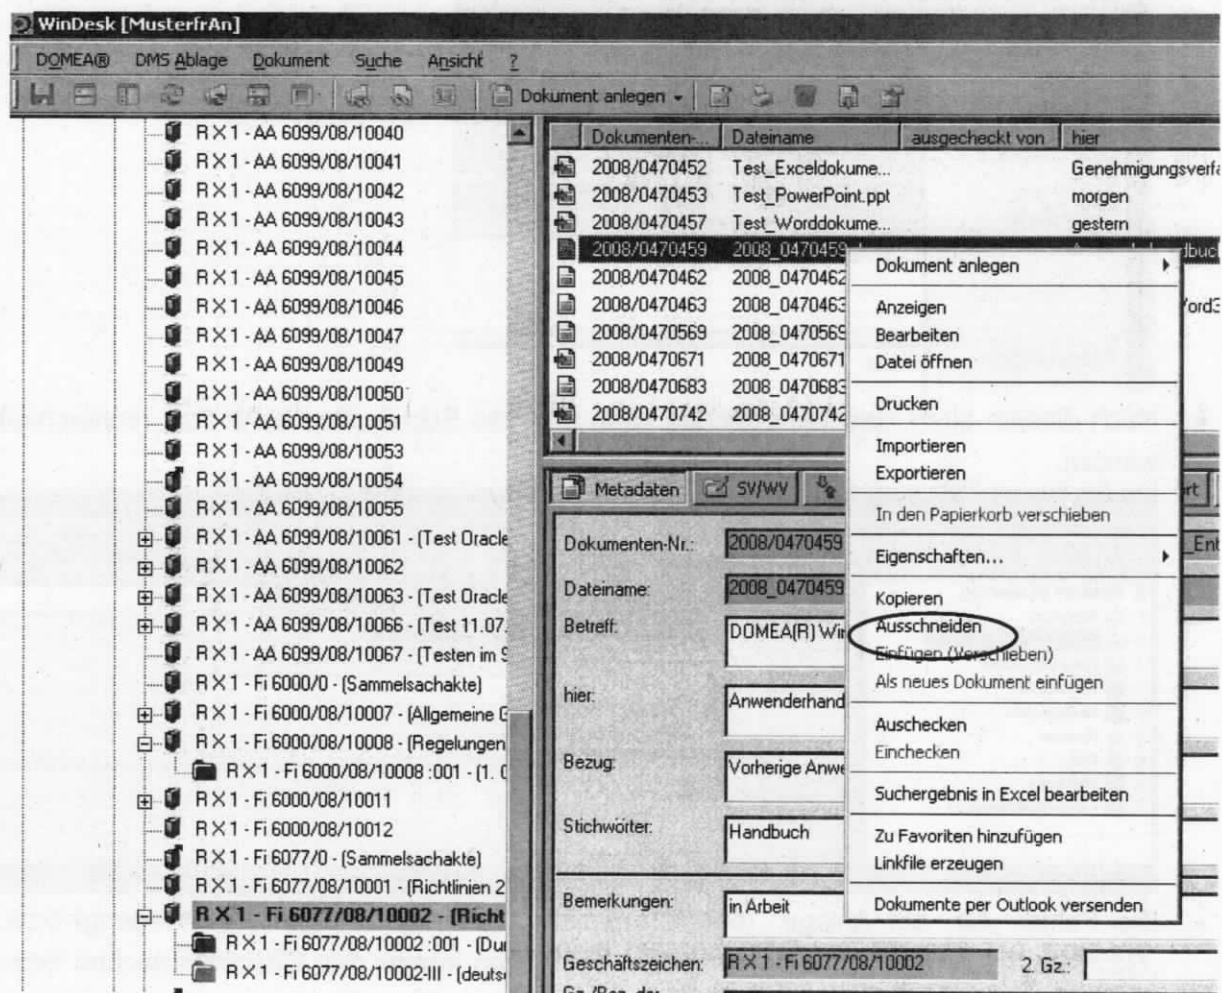 WinDesk [MusterfrAn]
DOMEA® DMS Ablage Dokument Suche Ansicht ?
Dokument anlegen
R X 1 - AA 6099/08/10040
R X 1 - AA 6099/08/10041
R X 1 - AA 6099/08/10042
R X 1 - AA 6099/08/10043
R X 1 - AA 6099/08/10044
R X 1 - AA 6099/08/10045
R X 1 - AA 6099/08/10046
R X 1 - AA 6099/08/10047
R X 1 - AA 6099/08/10049
R X 1 - AA 6099/08/10050
R X 1 - AA 6099/08/10051
R X 1 - AA 6099/08/10053
R X 1 - AA 6099/08/10054
R X 1 - AA 6099/08/10055
R X 1 - AA 6099/08/10061 - (Test Oracle
R X 1 - AA 6099/08/10062
R X 1 - AA 6099/08/10063 - (Test Oracle
R X 1 - AA 6099/08/10066 - (Test 11.07.
R X 1 - AA 6099/08/10067 - (Testen im S
R X 1 - Fi 6000/0 - (Sammelsachakte)
R X 1 - Fi 6000/08/10007 - (Allgemeine G
R X 1 - Fi 6000/08/10008 - (Regelungen
R X 1 - Fi 6000/08/10008 :001 - (1.
R X 1 - Fi 6000/08/10011
R X 1 - Fi 6000/08/10012
R X 1 - Fi 6077/0 - (Sammelsachakte)
R X 1 - Fi 6077/08/10001 - (Richtlinien 2
R X 1 - Fi 6077/08/10002 - (Richt
R X 1 - Fi 6077/08/10002 :001 - (Dur
R X 1 - Fi 6077/08/10002-III - (deuts
Dokumenten-... Dateiname ausgecheckt von hier
2008/0470452 Test_Exceldokume... Genehmigungsverfa
2008/0470453 Test_PowerPoint.ppt morgen
2008/0470457 Test_Worddokume... gestern
2008/0470459 2008_0470459 dbuch
2008/0470462 2008_0470462
2008/0470463 2008_0470463
2008/0470569 2008_0470569
2008/0470671 2008_0470671
2008/0470683 2008_0470683
2008/0470742 2008_0470742
Dokument anlegen
Anzeigen
Bearbeiten
Datei öffnen
Drucken
Importieren
Exportieren
In den Papierkorb verschieben
Eigenschaften...
Kopieren
Ausschneiden
Einfügen (Verschieben)
Als neues Dokument einfügen
Auschecken
Einchecken
Suchergebnis in Excel bearbeiten
Zu Favoriten hinzufügen
Linkfile erzeugen
Dokumente per Outlook versenden
Metadaten SV/WV rt
Dokumenten-Nr.: 2008/0470459 _Ent
Dateiname: 2008_0470459
Betreff: DOMEA(R) Win
hier: Anwenderhand
Bezug: Vorherige Anwe
Stichwörter: Handbuch
Bemerkungen: in Arbeit
Geschäftszeichen: R X 1 - Fi 6077/08/10002 2. Gz.: